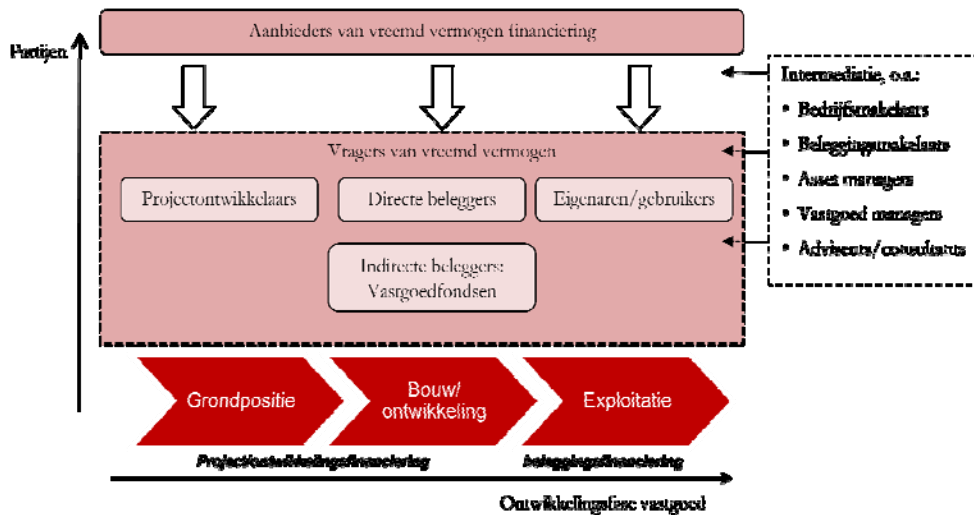 Aanbieders van vreemd vermogen financiering
Partijen
Intermediatie, o.a.:
• Bedrijfsmakelaars
• Beleggingsmakelaars
• Asset managers
• Vastgoed managers
• Adviseurs/consultants
Vragers van vreemd vermogen
Projectontwikkelaars
Directe beleggers
Eigenaren/gebruikers
Indirecte beleggers:
Vastgoedfondsen
Grondpositie
Bouw/
ontwikkeling
Exploitatie
Projectontwikkelingsfinanciering
beleggingsfinanciering
Ontwikkelingsfase vastgoed